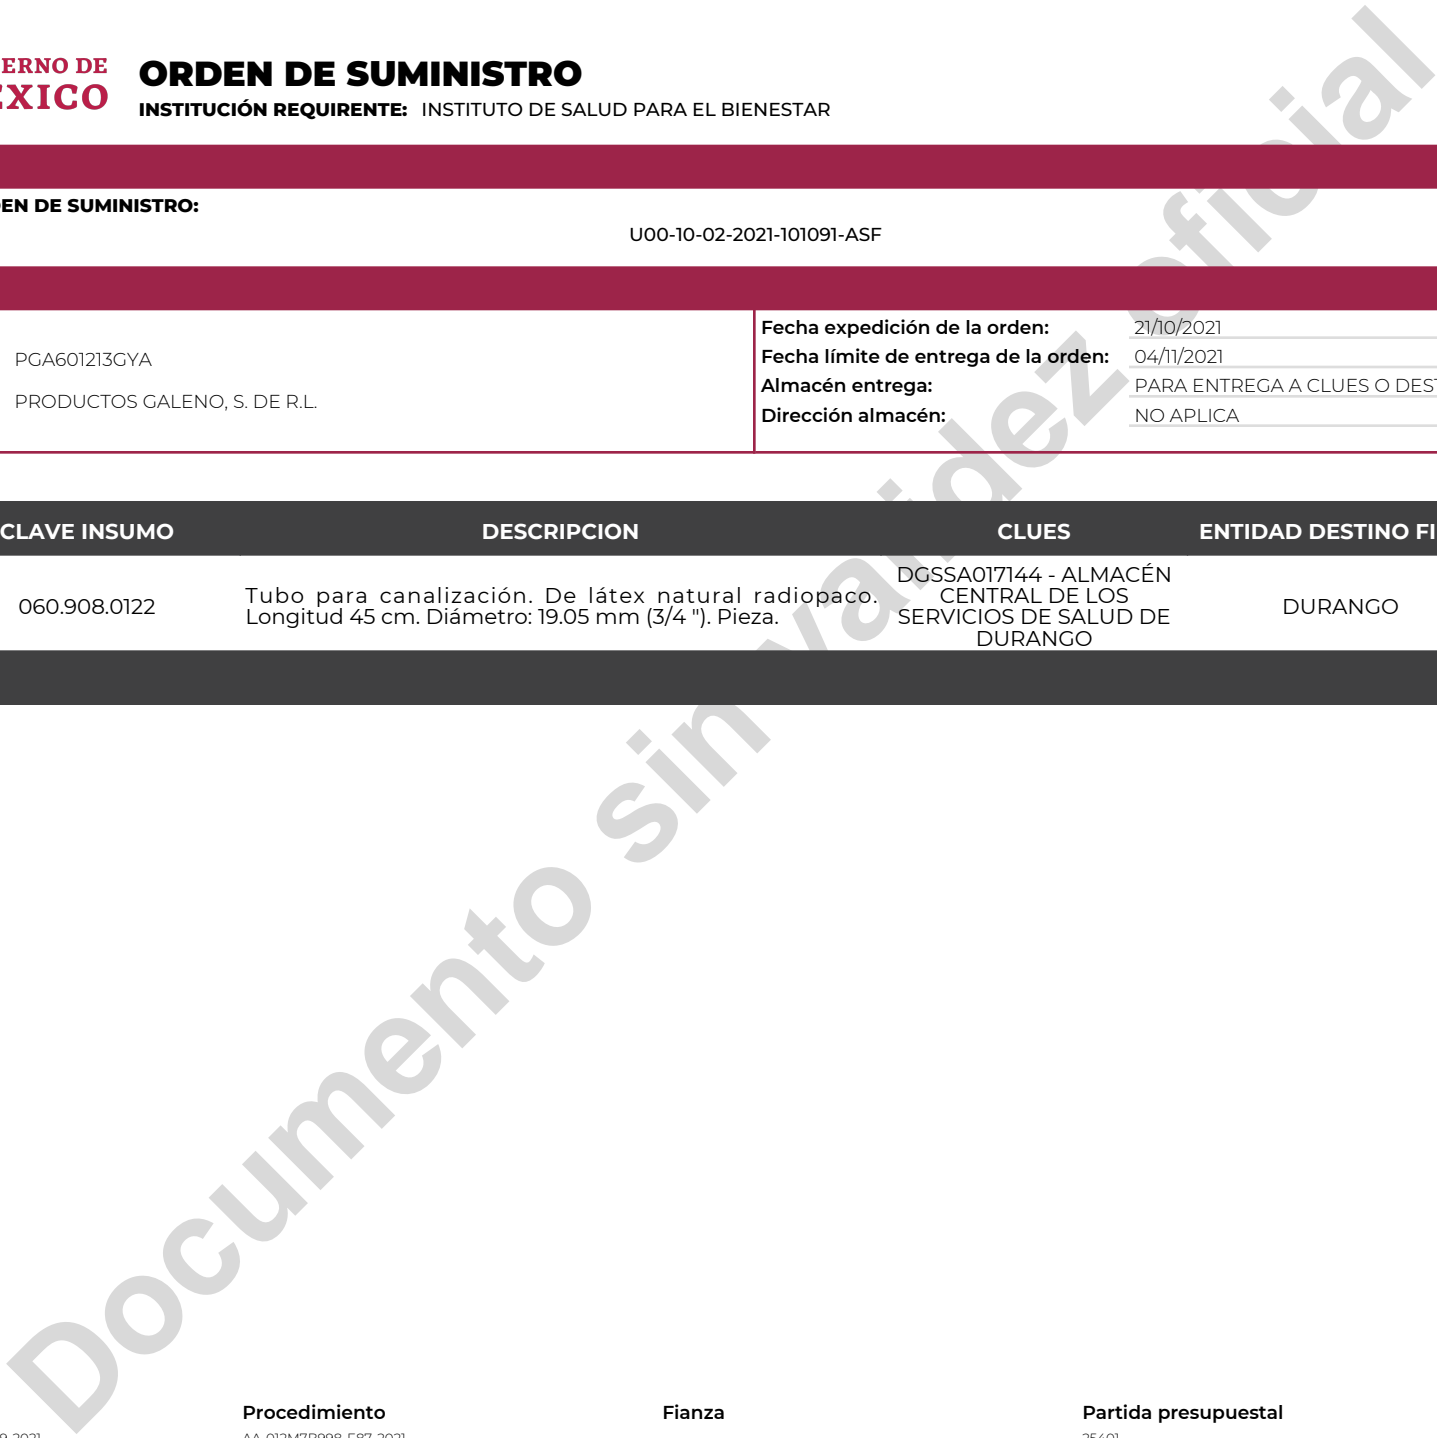 ERNO DE
ORDEN DE SUMINISTRO
INSTITUCIÓN REQUIRENTE: INSTITUTO DE SALUD PARA EL BIENESTAR
EN DE SUMINISTRO:
U00-10-02-2021-101091-ASF
Fecha expedición de la orden: 21/10/2021
PGA601213GYA
Fecha límite de entrega de la orden: 04/11/2021
Almacén entrega: PARA ENTREGA A CLUES O DEST
PRODUCTOS GALENO, S. DE R.L.
Dirección almacén: NO APLICA
CLAVE INSUMO DESCRIPCION CLUES ENTIDAD DESTINO FI
060.908.0122
Tubo para canalización. De látex natural radiopaco.
Longitud 45 cm. Diámetro: 19.05 mm (3/4 "). Pieza.
DGSSA017144 - ALMACÉN
CENTRAL DE LOS
SERVICIOS DE SALUD DE
DURANGO
DURANGO
Documento sin validez oficial
Procedimiento Fianza Partida presupuestal